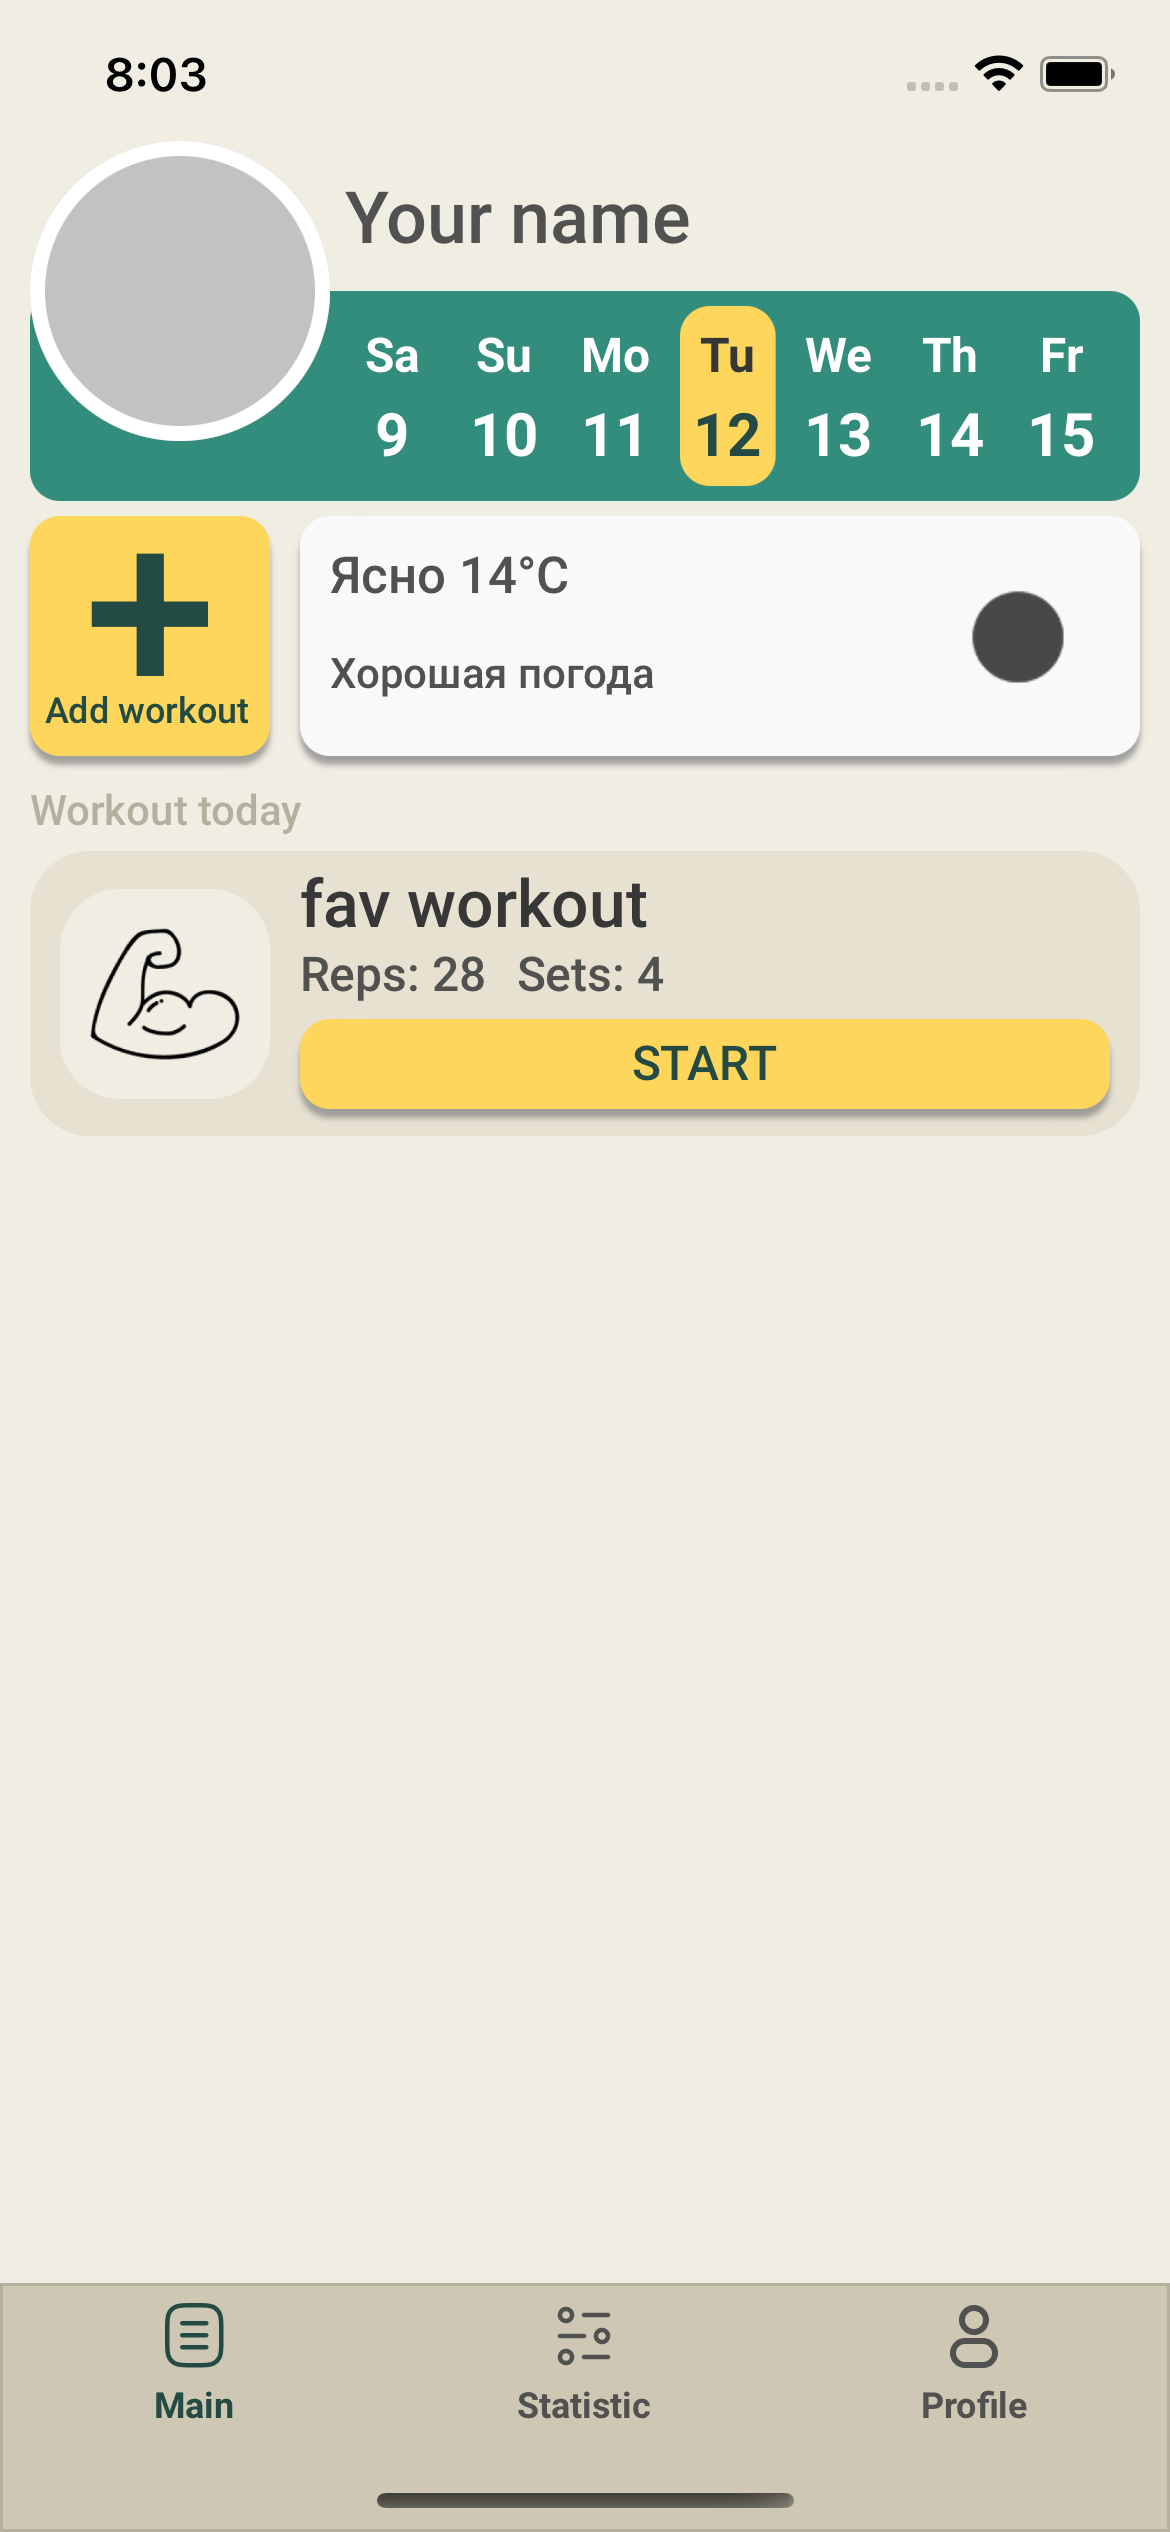 8:03
Your name
Sa Su Mo Tu We Th Fr
9 10 11 12 13 14 15
Add workout
Ясно 14°C
Хорошая погода
Workout today
fav workout
Reps: 28 Sets: 4
START
Main Statistic Profile